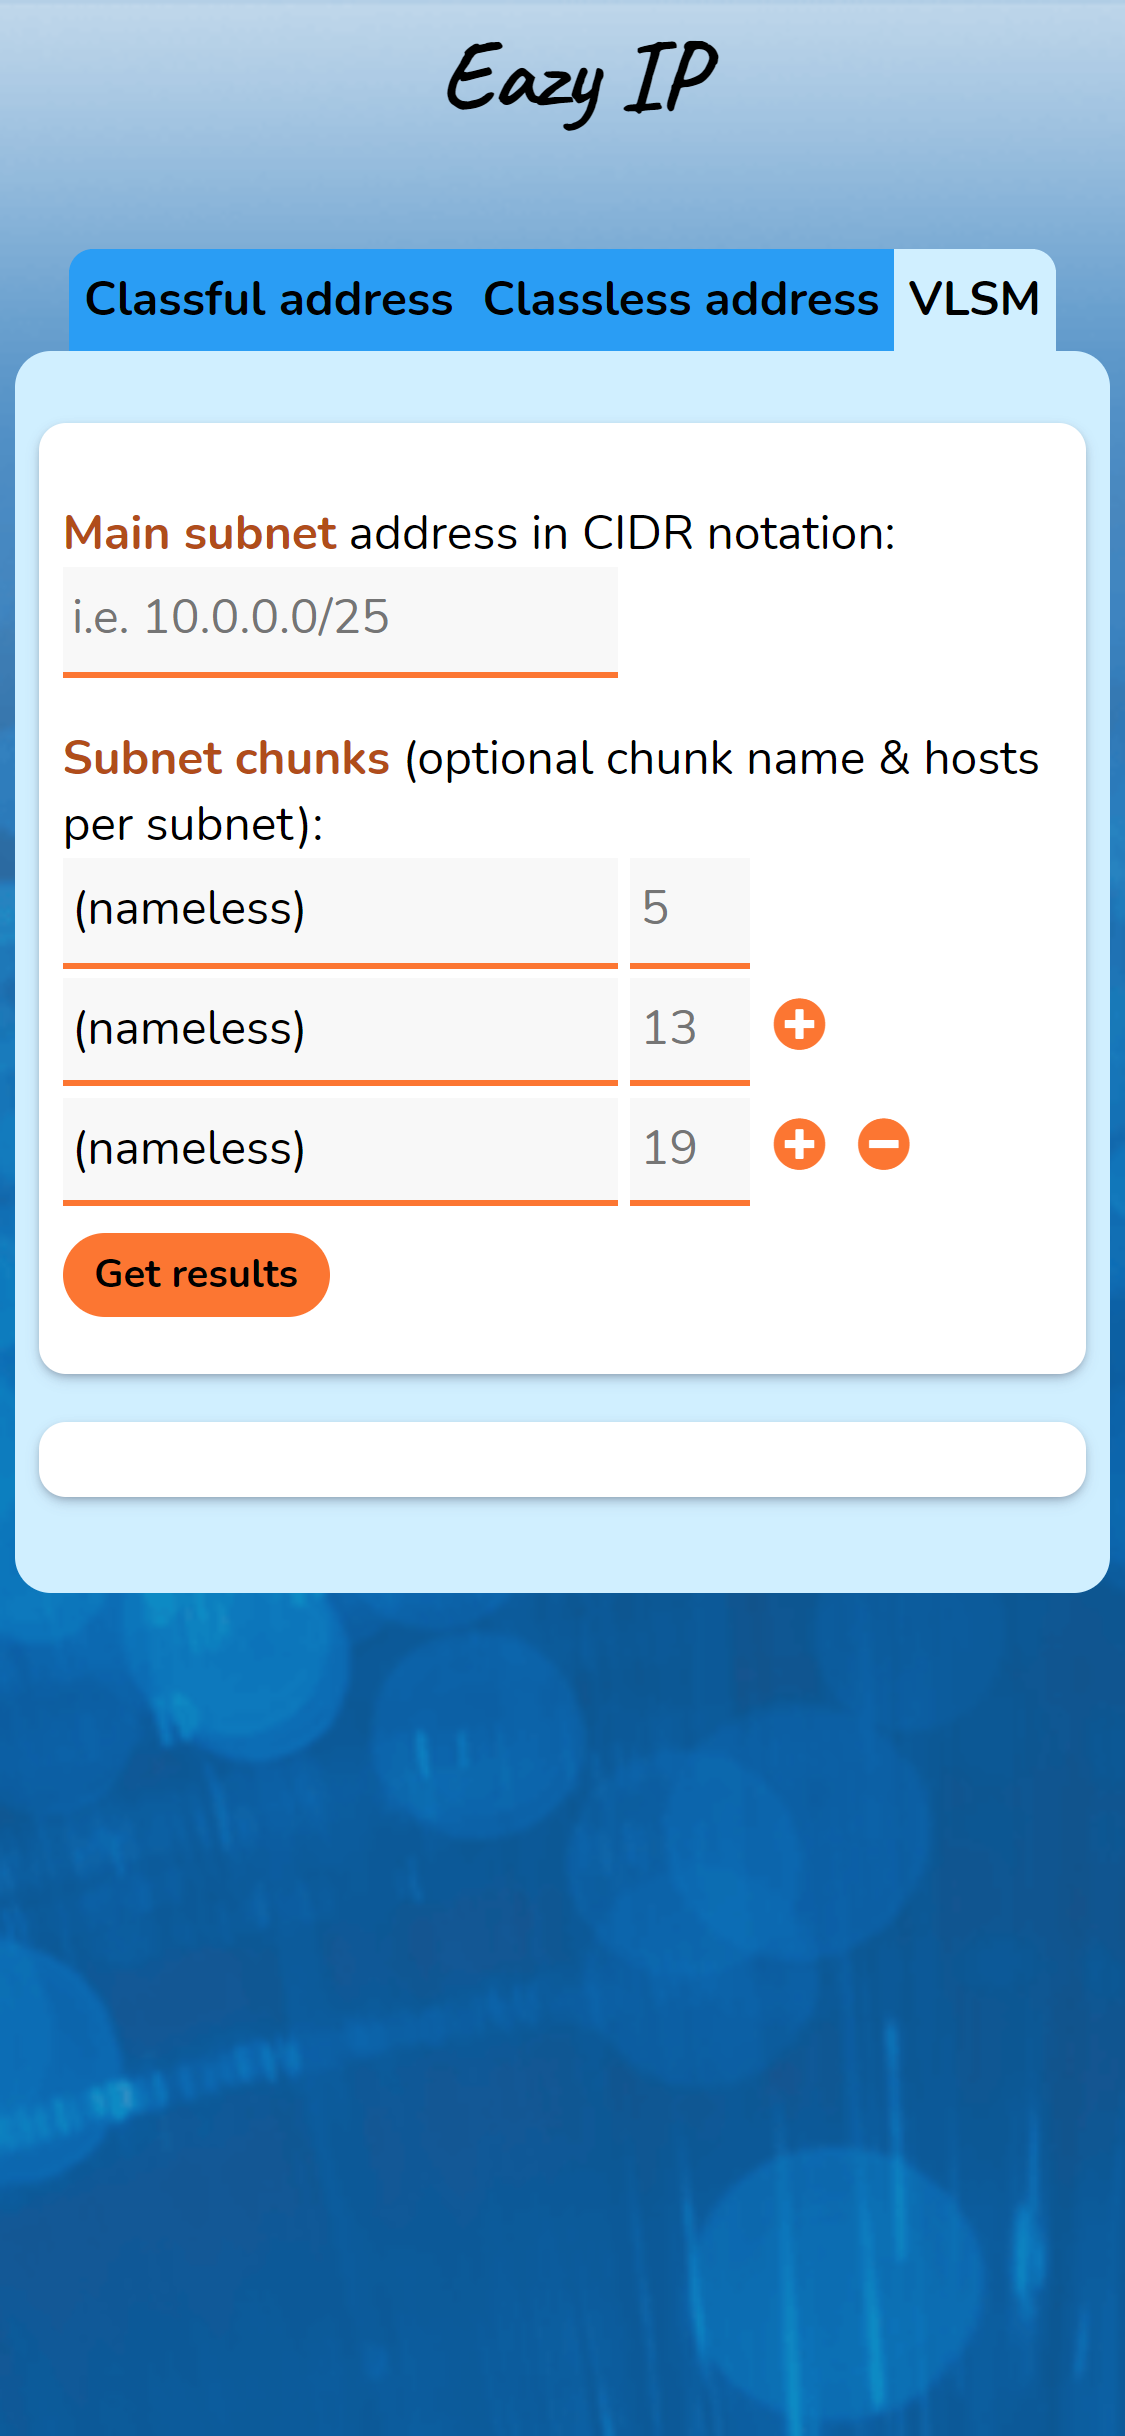 Eazy IP
Classful address Classless address VLSM
Main subnet address in CIDR notation:
i.e. 10.0.0.0/25
Subnet chunks (optional chunk name & hosts
per subnet):
(nameless) 5
(nameless) 13
(nameless) 19
Get results